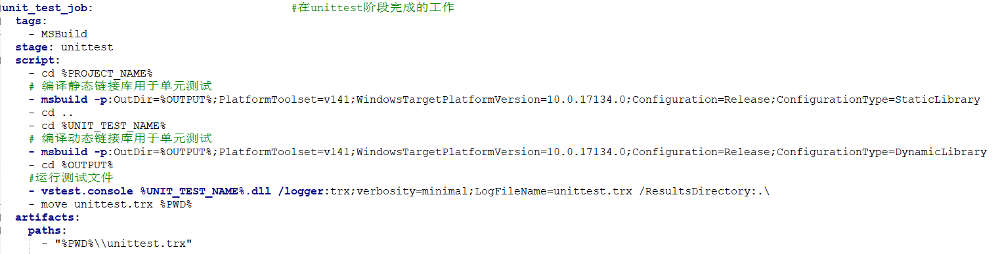 unit_test_job: #在unittest阶段完成的工作
tags:
- MSBuild
stage: unittest
script:
- cd %PROJECT_NAME%
# 编译静态链接库用于单元测试
- msbuild -p:OutDir=%OUTPUT%;PlatformToolset=v141;WindowsTargetPlatformVersion=10.0.17134.0;Configuration=Release;ConfigurationType=StaticLibrary
- cd ..
- cd %UNIT_TEST_NAME%
# 编译动态链接库用于单元测试
- msbuild -p:OutDir=%OUTPUT%;PlatformToolset=v141;WindowsTargetPlatformVersion=10.0.17134.0;Configuration=Release;ConfigurationType=DynamicLibrary
- cd %OUTPUT%
#运行测试文件
- vstest.console %UNIT_TEST_NAME%.dll /logger:trx;verbosity=minimal;LogFileName=unittest.trx /ResultsDirectory:.\
- move unittest.trx %PWD%
artifacts:
paths:
- "%PWD%\\unittest.trx"